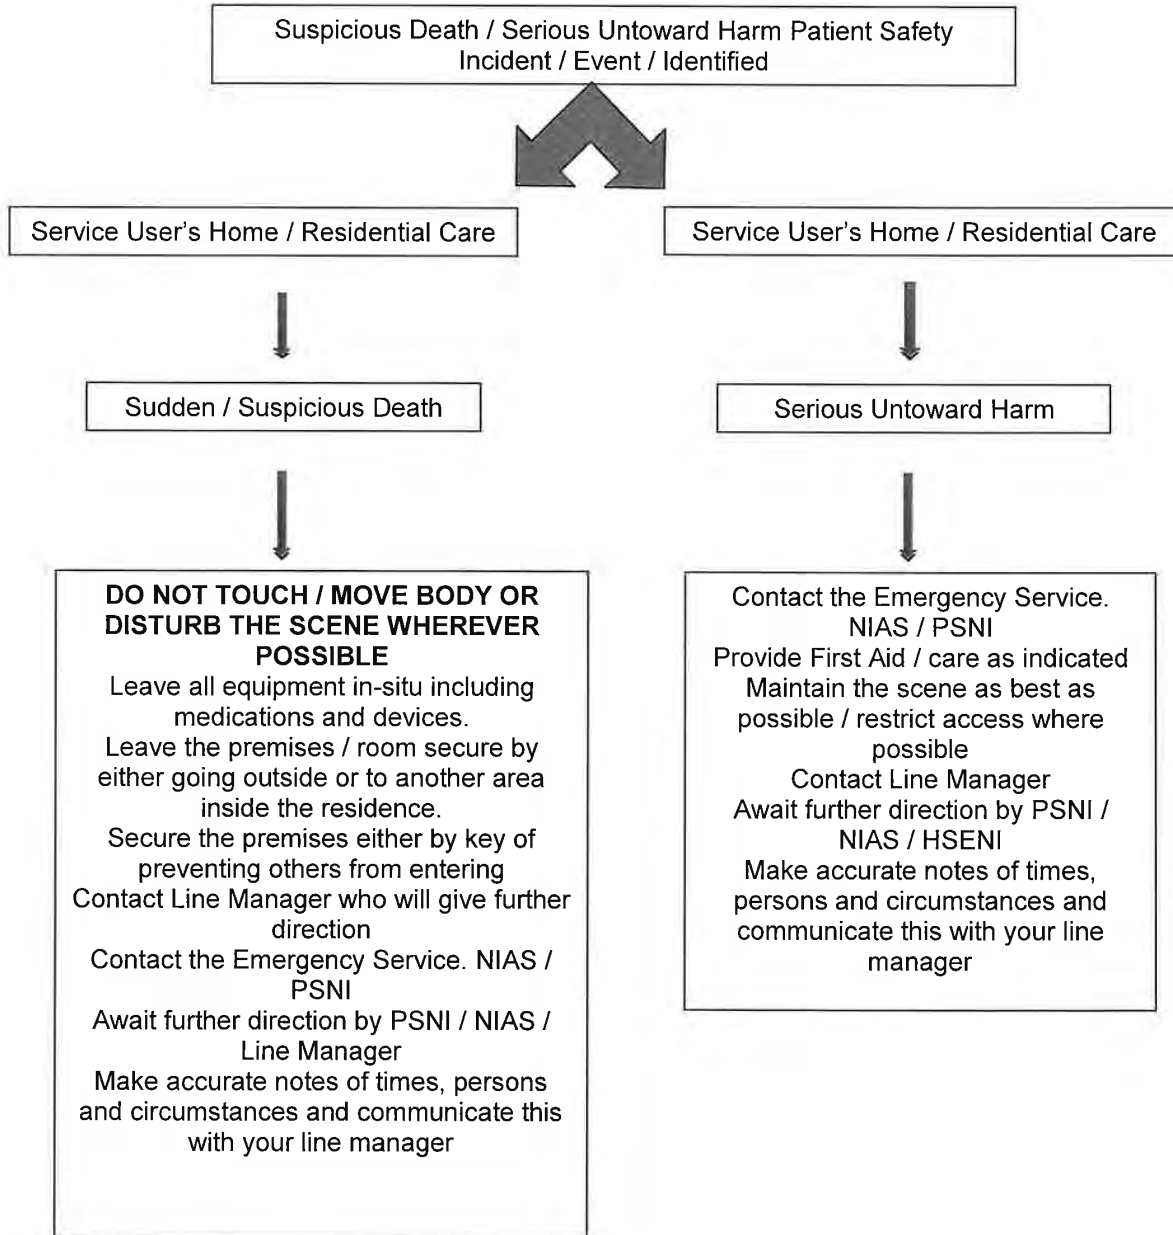 Suspicious Death / Serious Untoward Harm Patient Safety
Incident / Event / Identified
Service User's Home / Residential Care
Service User's Home / Residential Care
Sudden / Suspicious Death
Serious Untoward Harm
DO NOT TOUCH / MOVE BODY OR
DISTURB THE SCENE WHEREVER
POSSIBLE
Leave all equipment in-situ including
medications and devices.
Leave the premises / room secure by
either going outside or to another area
inside the residence.
Secure the premises either by key of
preventing others from entering
Contact Line Manager who will give further
direction
Contact the Emergency Service. NIAS /
PSNI
Await further direction by PSNI / NIAS /
Line Manager
Make accurate notes of times, persons
and circumstances and communicate this
with your line manager
Contact the Emergency Service.
NIAS / PSNI
Provide First Aid / care as indicated
Maintain the scene as best as
possible / restrict access where
possible
Contact Line Manager
Await further direction by PSNI /
NIAS / HSENI
Make accurate notes of times,
persons and circumstances and
communicate this with your line
manager